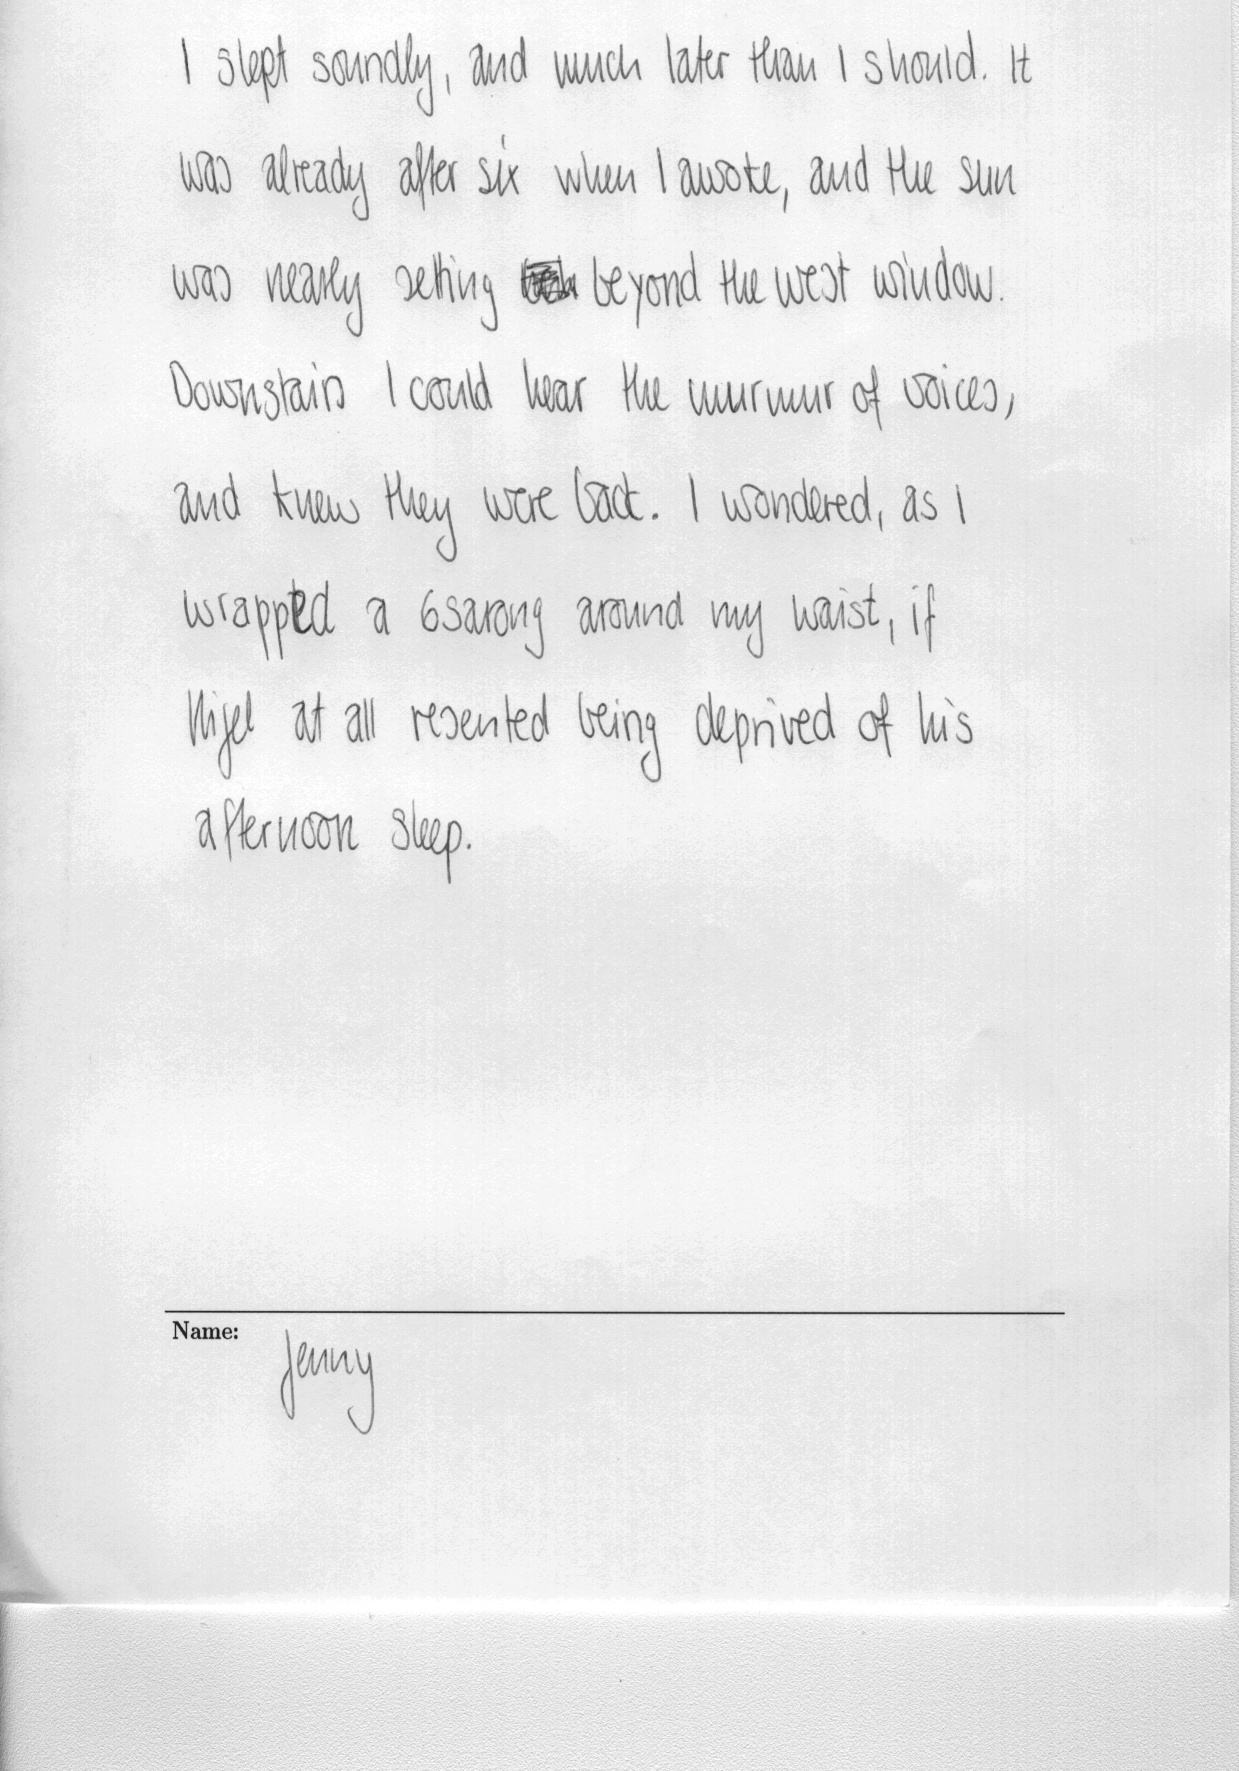 I slept soundly, and much later than I should. It
was already after six when I awoke, and the sun
was nearly setting beyond the west window.
Downstairs I could hear the murmur of voices,
and knew they were back. I wondered, as I
wrapped a sarong around my waist, if
Nigel at all resented being deprived of his
afternoon sleep.
Name:
Jenny